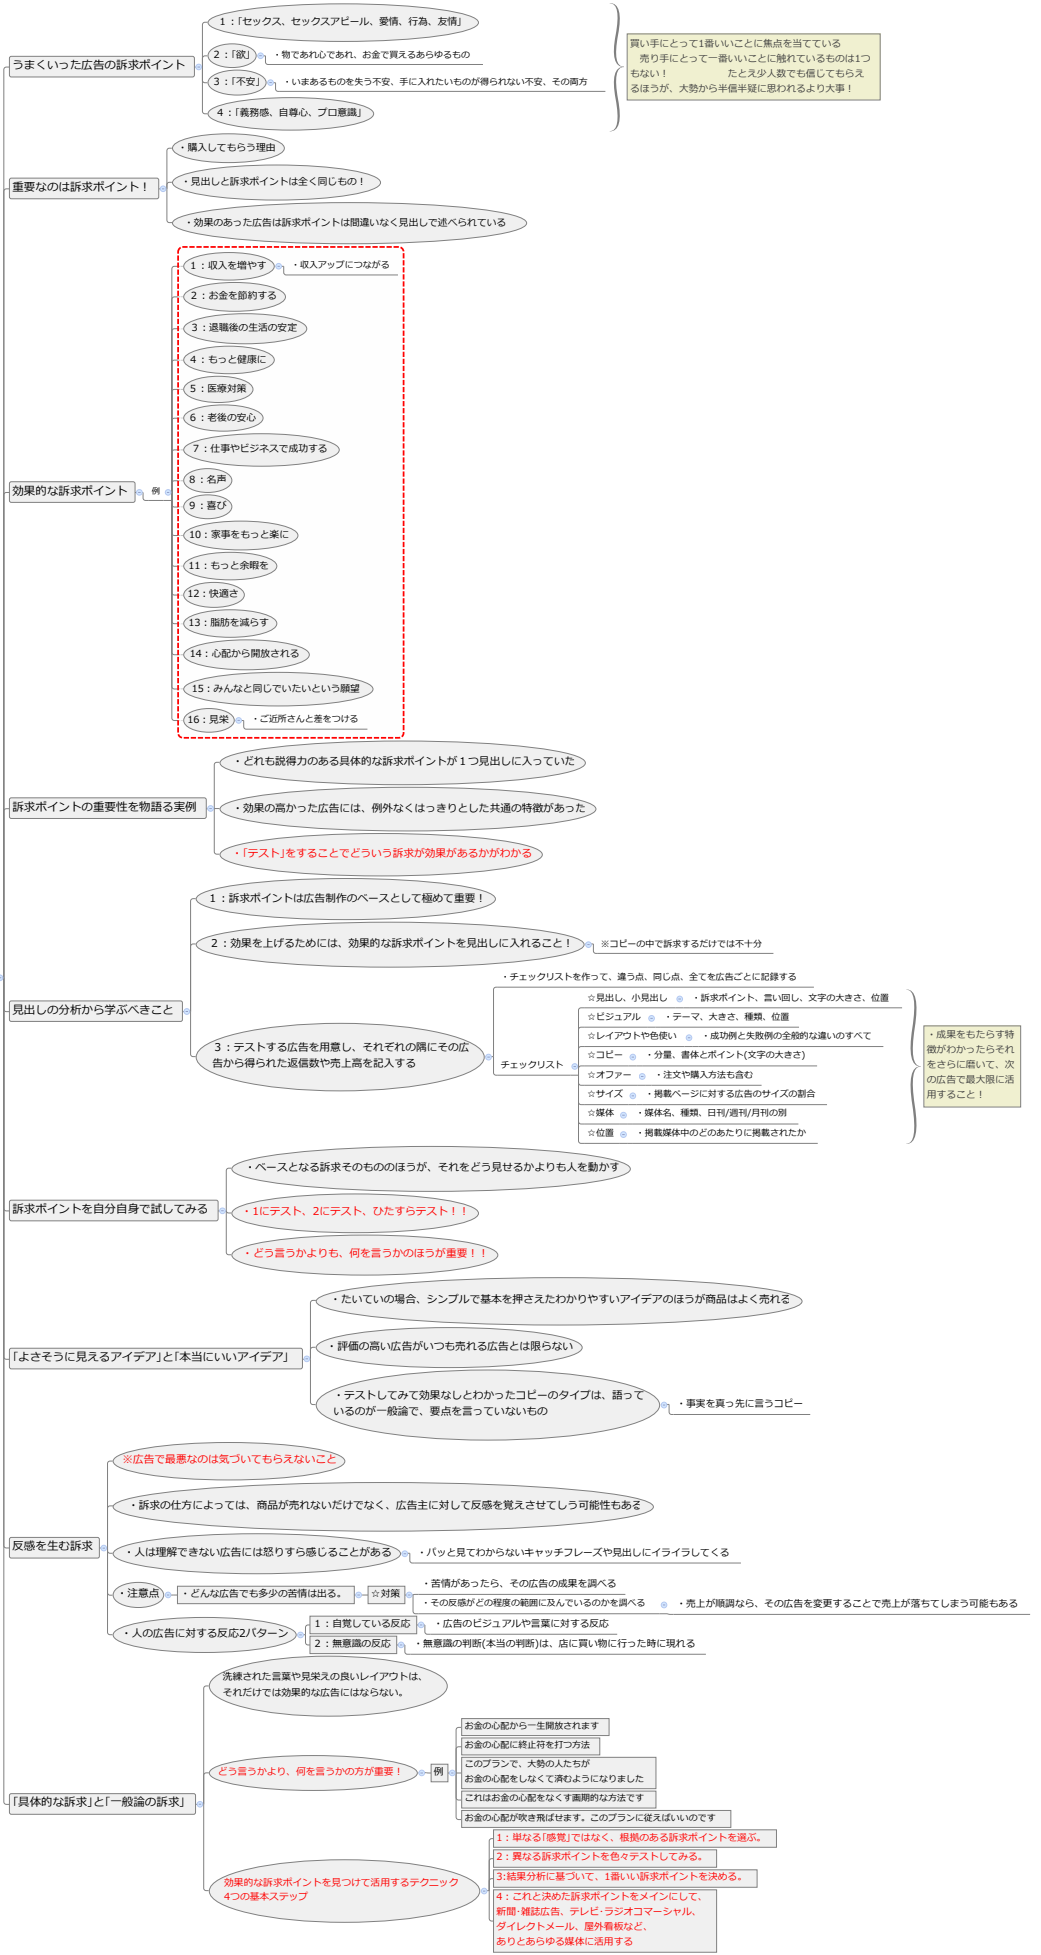 うまくいった広告の訴求ポイント
1：｢セックス、セックスアピール、愛情、行為、友情｣
2：｢欲｣
・物であれ心であれ、お金で買えるあらゆるもの
3：｢不安｣
・いまあるものを失う不安、手に入れたいものが得られない不安、その両方
4：｢義務感、自尊心、プロ意識｣
買い手にとって1番いいことに焦点を当てている
売り手にとって一番いいことに触れているものは1つ
もない！　　　　　　たとえ少人数でも信じてもらえ
るほうが、大勢から半信半疑に思われるより大事！
重要なのは訴求ポイント！
・購入してもらう理由
・見出しと訴求ポイントは全く同じもの！
・効果のあった広告は訴求ポイントは間違いなく見出しで述べられている
効果的な訴求ポイント
例
1：収入を増やす
・収入アップにつながる
2：お金を節約する
3：退職後の生活の安定
4：もっと健康に
5：医療対策
6：老後の安心
7：仕事やビジネスで成功する
8：名声
9：喜び
10：家事をもっと楽に
11：もっと余暇を
12：快適さ
13：脂肪を減らす
14：心配から開放される
15：みんなと同じでいたいという願望
16：見栄
・ご近所さんと差をつける
訴求ポイントの重要性を物語る実例
・どれも説得力のある具体的な訴求ポイントが１つ見出しに入っていた
・効果の高かった広告には、例外なくはっきりとした共通の特徴があった
・｢テスト｣をすることでどういう訴求が効果があるかがわかる
見出しの分析から学ぶべきこと
1：訴求ポイントは広告制作のベースとして極めて重要！
2：効果を上げるためには、効果的な訴求ポイントを見出しに入れること！
※コピーの中で訴求するだけでは不十分
3：テストする広告を用意し、それぞれの隅にその広
告から得られた返信数や売上高を記入する
・チェックリストを作って、違う点、同じ点、全てを広告ごとに記録する
チェックリスト
☆見出し、小見出し
・訴求ポイント、言い回し、文字の大きさ、位置
☆ビジュアル
・テーマ、大きさ、種類、位置
☆レイアウトや色使い
・成功例と失敗例の全般的な違いのすべて
☆コピー
・分量、書体とポイント(文字の大きさ)
☆オファー
・注文や購入方法も含む
☆サイズ
・掲載ページに対する広告のサイズの割合
☆媒体
・媒体名、種類、日刊/週刊/月刊の別
☆位置
・掲載媒体中のどのあたりに掲載されたか
・成果をもたらす特
徴がわかったらそれ
をさらに磨いて、次
の広告で最大限に活
用すること！
訴求ポイントを自分自身で試してみる
・ベースとなる訴求そのもののほうが、それをどう見せるかよりも人を動かす
・1にテスト、2にテスト、ひたすらテスト！！
・どう言うかよりも、何を言うかのほうが重要！！
｢よさそうに見えるアイデア｣と｢本当にいいアイデア｣
・たいていの場合、シンプルで基本を押さえたわかりやすいアイデアのほうが商品はよく売れる
・評価の高い広告がいつも売れる広告とは限らない
・テストしてみて効果なしとわかったコピーのタイプは、語って
いるのが一般論で、要点を言っていないもの
・事実を真っ先に言うコピー
反感を生む訴求
※広告で最悪なのは気づいてもらえないこと
・訴求の仕方によっては、商品が売れないだけでなく、広告主に対して反感を覚えさせてしう可能性もある
・人は理解できない広告には怒りすら感じることがある
・パッと見てわからないキャッチフレーズや見出しにイライラしてくる
・注意点
・どんな広告でも多少の苦情は出る。
☆対策
・苦情があったら、その広告の成果を調べる
・その反感がどの程度の範囲に及んでいるのかを調べる
・売上が順調なら、その広告を変更することで売上が落ちてしまう可能もある
・人の広告に対する反応2パターン
1：自覚している反応
・広告のビジュアルや言葉に対する反応
2：無意識の反応
・無意識の判断(本当の判断)は、店に買い物に行った時に現れる
｢具体的な訴求｣と｢一般論の訴求｣
洗練された言葉や見栄えの良いレイアウトは、
それだけでは効果的な広告にはならない。
どう言うかより、何を言うかの方が重要！
例
お金の心配から一生開放されます
お金の心配に終止符を打つ方法
このプランで、大勢の人たちが
お金の心配をしなくて済むようになりました
これはお金の心配をなくす画期的な方法です
お金の心配が吹き飛ばせます。このプランに従えばいいのです
効果的な訴求ポイントを見つけて活用するテクニック
4つの基本ステップ
1：単なる｢感覚｣ではなく、根拠のある訴求ポイントを選ぶ。
2：異なる訴求ポイントを色々テストしてみる。
3:結果分析に基づいて、1番いい訴求ポイントを決める。
4：これと決めた訴求ポイントをメインにして、
新聞･雑誌広告、テレビ･ラジオコマーシャル、
ダイレクトメール、屋外看板など、
ありとあらゆる媒体に活用する